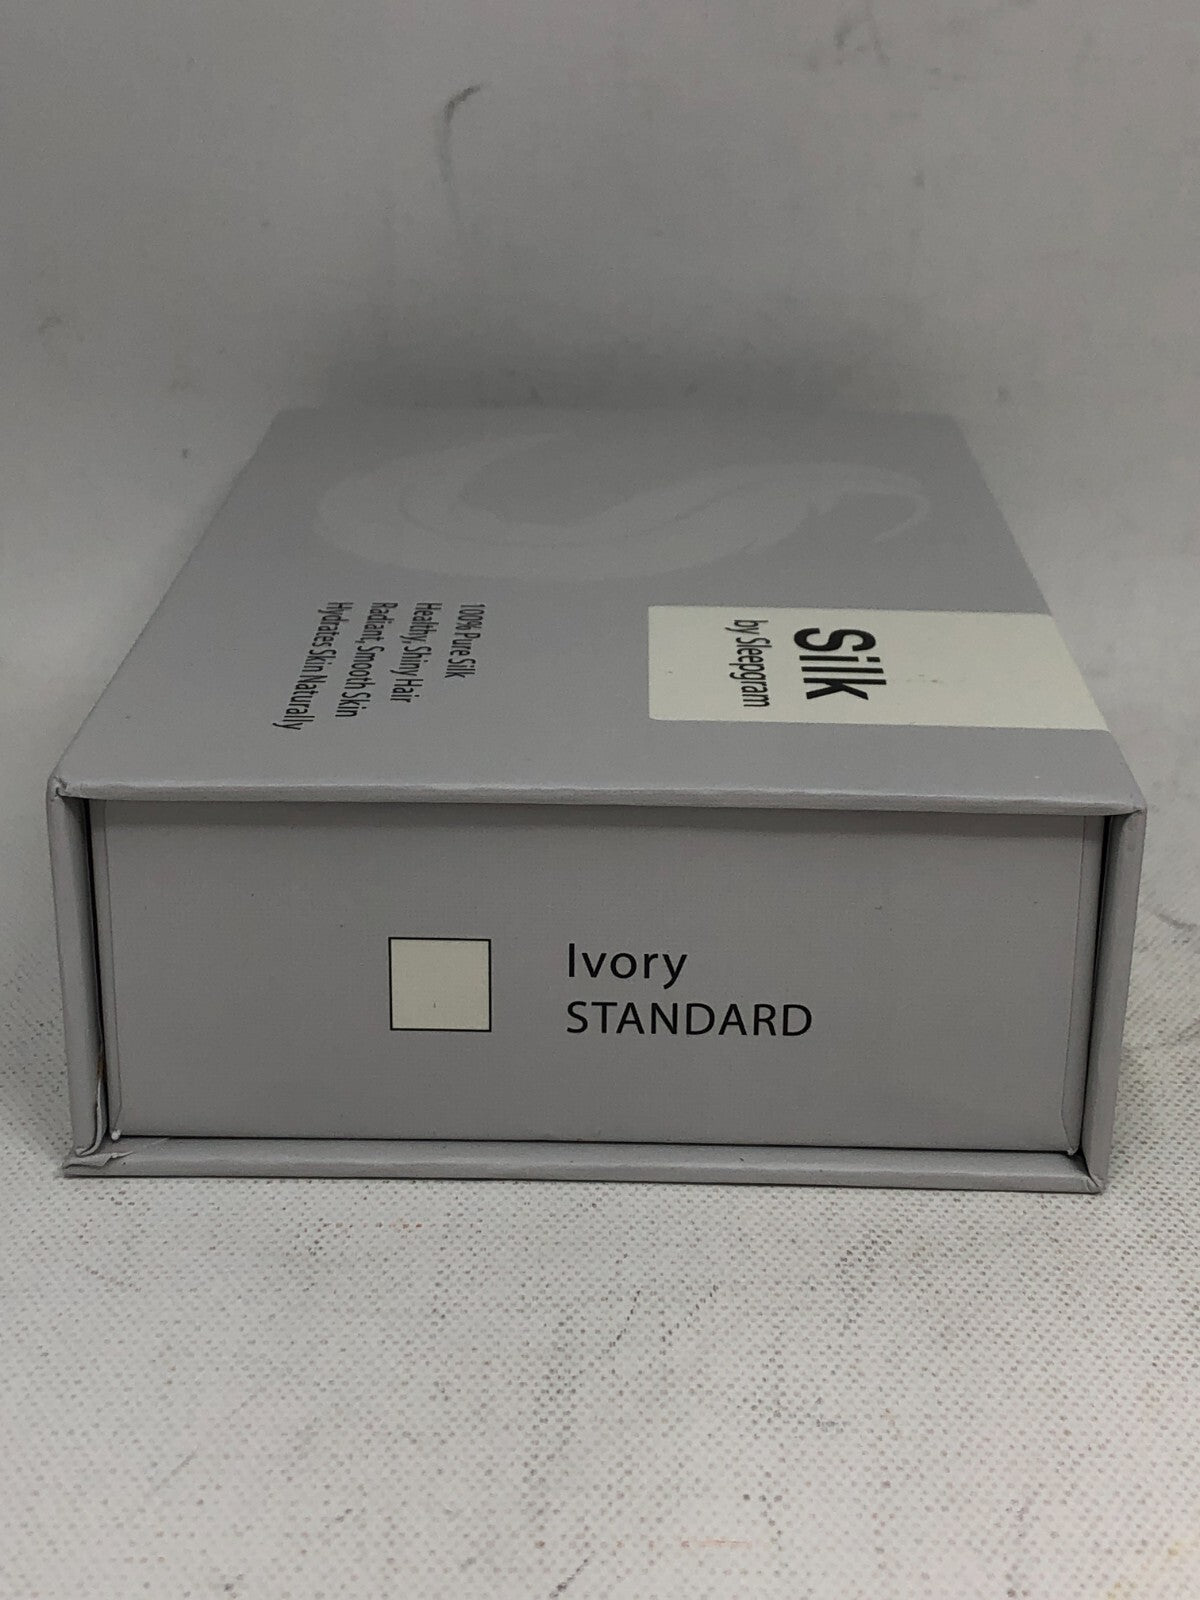 Silk
by Sleepgram
100% Pure Silk
Healthy, Shiny Hair
Radiant, Smooth Skin
Hydrates Skin Naturally
Ivory
STANDARD